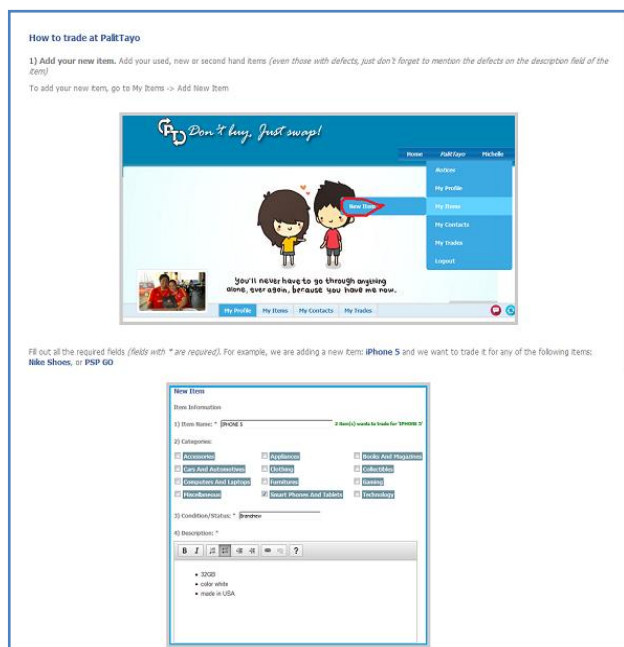 How to trade at PalitTayo
1) Add your new item. Add your used, new or second hand items (even those with defects, just don't forget to mention the defects on the description field of the
item)
To add your new item, go to My Items -> Add New Item
PT Don't buy, Just swap!
Home PalitTayo Michelle
Notices
My Profile
New Item My Items
My Contacts
My Trades
Logout
you'll never have to go through anything
alone, ever again, because you have me now.
My Profile My Items My Contacts My Trades
Fill out all the required fields (fields with * are required). For example, we are adding a new item: iPhone 5 and we want to trade it for any of the following items:
Nike Shoes, or PSP GO
New Item
Item Information
1) Item Name: * IPHONE 5 2 item(s) wants to trade for 'IPHONE 5'
2) Categories:
Accessories Appliances Books And Magazines
Cars And Automotives Clothing Collectibles
Computers And Laptops Furnitures Gaming
Miscellaneous Smart Phones And Tablets Technology
3) Condition/Status: * Brandnew
4) Description: *
B I ?
• 32GB
• color white
• made in USA